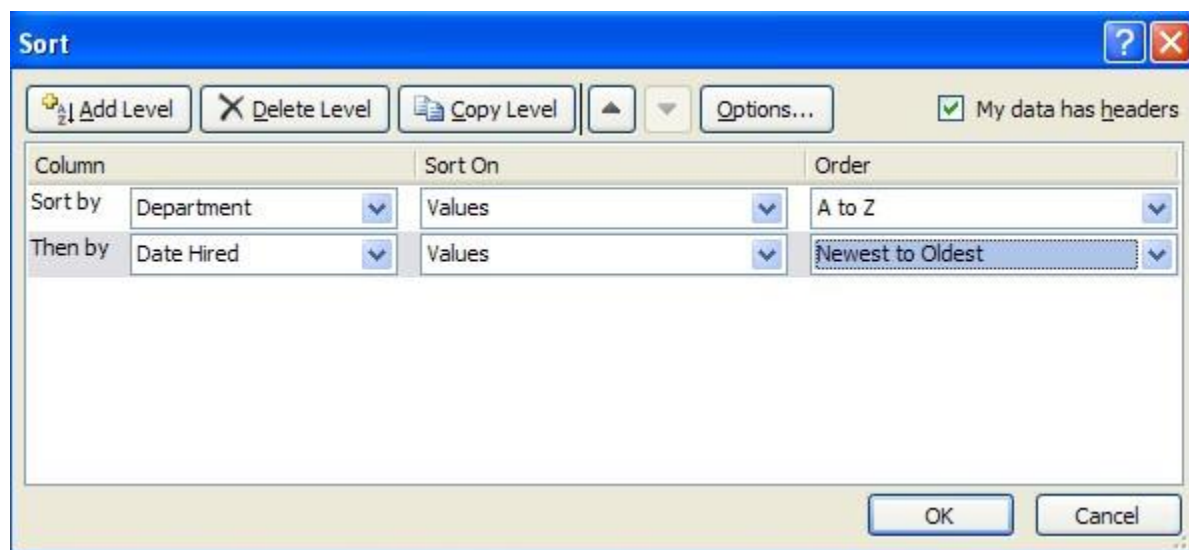 Sort
Add Level Delete Level Copy Level Options... My data has headers
Column Sort On Order
Sort by Department Values A to Z
Then by Date Hired Values Newest to Oldest
OK Cancel